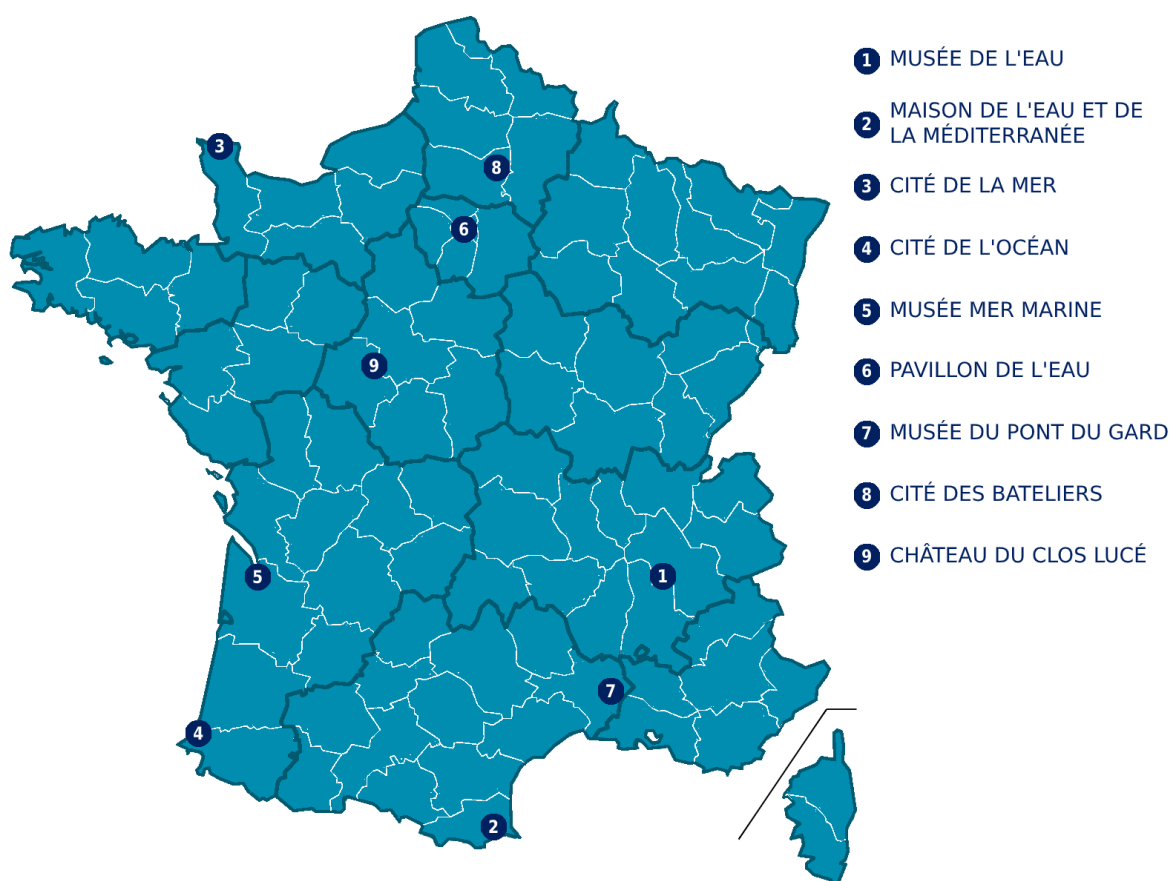 3
8
6
9
5
1
7
4
2
1 MUSÉE DE L'EAU
2 MAISON DE L'EAU ET DE
LA MÉDITERRANÉE
3 CITÉ DE LA MER
4 CITÉ DE L'OCÉAN
5 MUSÉE MER MARINE
6 PAVILLON DE L'EAU
7 MUSÉE DU PONT DU GARD
8 CITÉ DES BATELIERS
9 CHÂTEAU DU CLOS LUCÉ